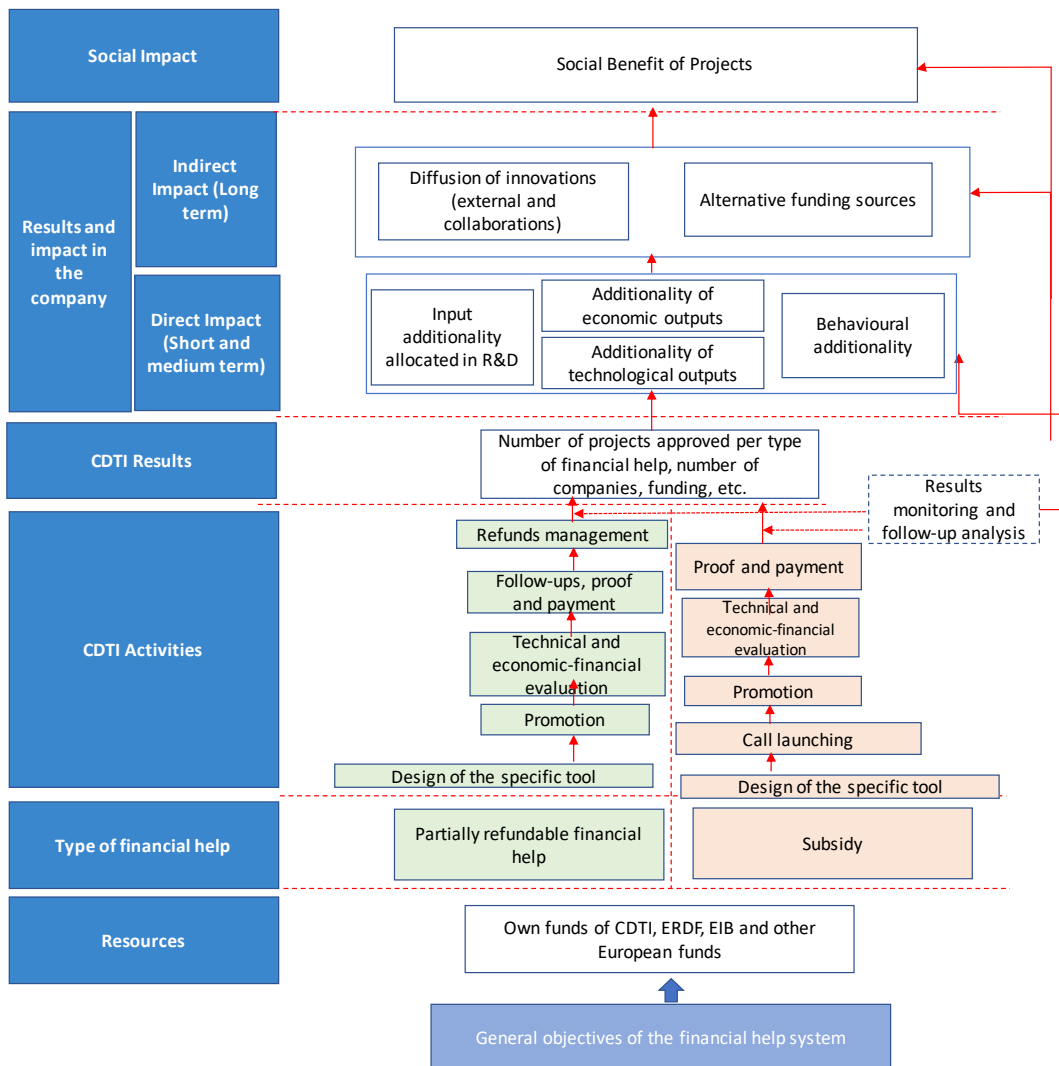 Social Impact
Social Benefit of Projects
Results and
impact in
the
company
Indirect
Impact (Long
term)
Diffusion of innovations
(external and
collaborations)
Alternative funding sources
Direct Impact
(Short and
medium term)
Input
additionality
allocated in R&D
Additionality of
economic outputs
Additionality of
technological outputs
Behavioural
additionality
CDTI Results
Number of projects approved per type
of financial help, number of
companies, funding, etc.
Results
monitoring and
follow-up analysis
CDTI Activities
Refunds management
Follow-ups, proof
and payment
Technical and
economic-financial
evaluation
Promotion
Design of the specific tool
Proof and payment
Technical and
economic-financial
evaluation
Promotion
Call launching
Design of the specific tool
Type of financial help
Partially refundable financial
help
Subsidy
Resources
Own funds of CDTI, ERDF, EIB and other
European funds
General objectives of the financial help system